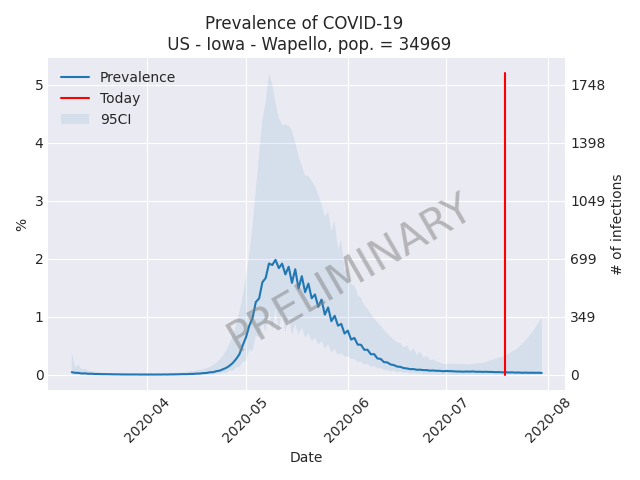 Prevalence of COVID-19
US - Iowa - Wapello, pop. = 34969
Prevalence
Today
95CI
5
4
3
2
1
0
%
1748
1398
1049
699
349
0
# of infections
PRELIMINARY
2020-04
2020-05
2020-06
2020-07
2020-08
Date